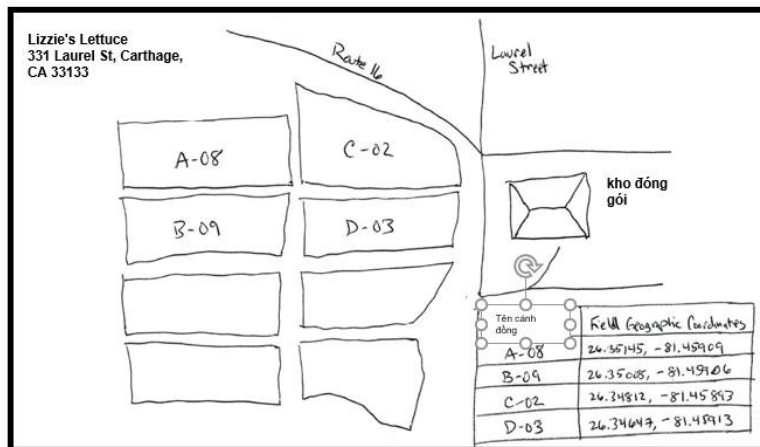 Lizzie's Lettuce
331 Laurel St, Carthage,
CA 33133
Route 16
Laurel
Street
A-08
C-02
kho đóng
gói
B-09
D-03
Tên cánh
đồng
Field Geographic Coordinates
A-08 26.35145, -81.45909
B-09 26.35005, -81.45906
C-02 26.34812, -81.45893
D-03 26.34647, -81.45913